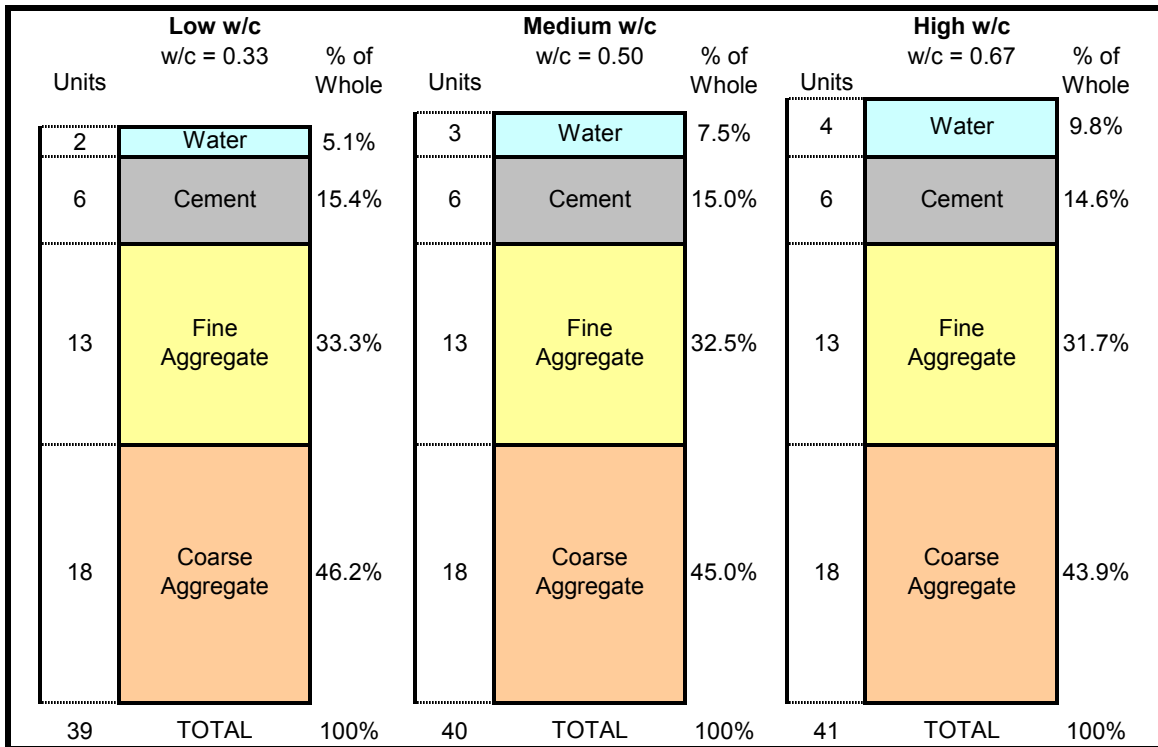 Low w/c
w/c = 0.33
Units
% of
Whole
2
Water
5.1%
6
Cement
15.4%
13
Fine
Aggregate
33.3%
18
Coarse
Aggregate
46.2%
39
TOTAL
100%
Medium w/c
w/c = 0.50
Units
% of
Whole
3
Water
7.5%
6
Cement
15.0%
13
Fine
Aggregate
32.5%
18
Coarse
Aggregate
45.0%
40
TOTAL
100%
High w/c
w/c = 0.67
Units
% of
Whole
4
Water
9.8%
6
Cement
14.6%
13
Fine
Aggregate
31.7%
18
Coarse
Aggregate
43.9%
41
TOTAL
100%